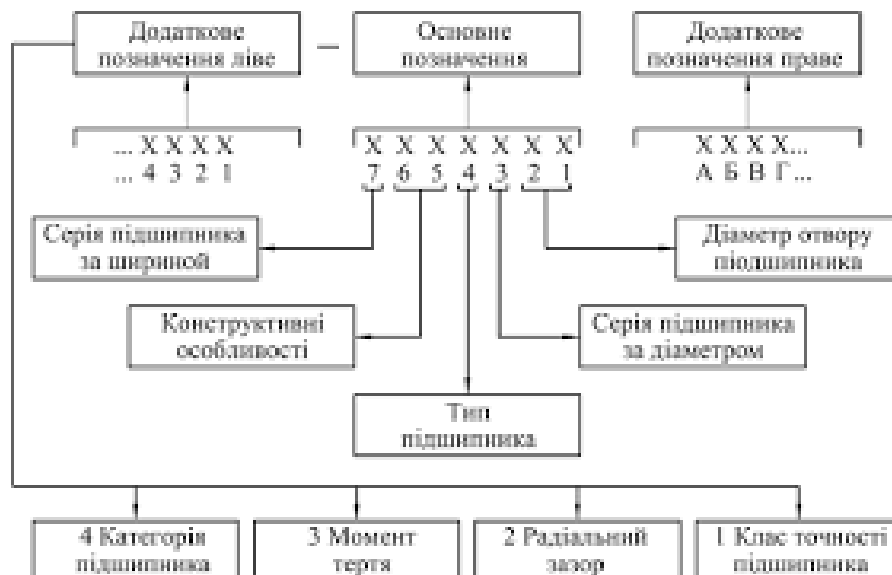 Додаткове
позначення ліве
–
Основне
позначення
Додаткове
позначення праве
... Х Х Х Х
... 4 3 2 1
Х Х Х Х Х Х Х
7 6 5 4 3 2 1
Х Х Х Х...
А Б В Г...
Серія підшипника
за шириной
Діаметр отвору
піодшипника
Конструктивні
особливості
Серія підшипника
за діаметром
Тип
підшипника
4 Категорія
підшипника
3 Момент
тертя
2 Радіальний
зазор
1 Клас точності
підшипника